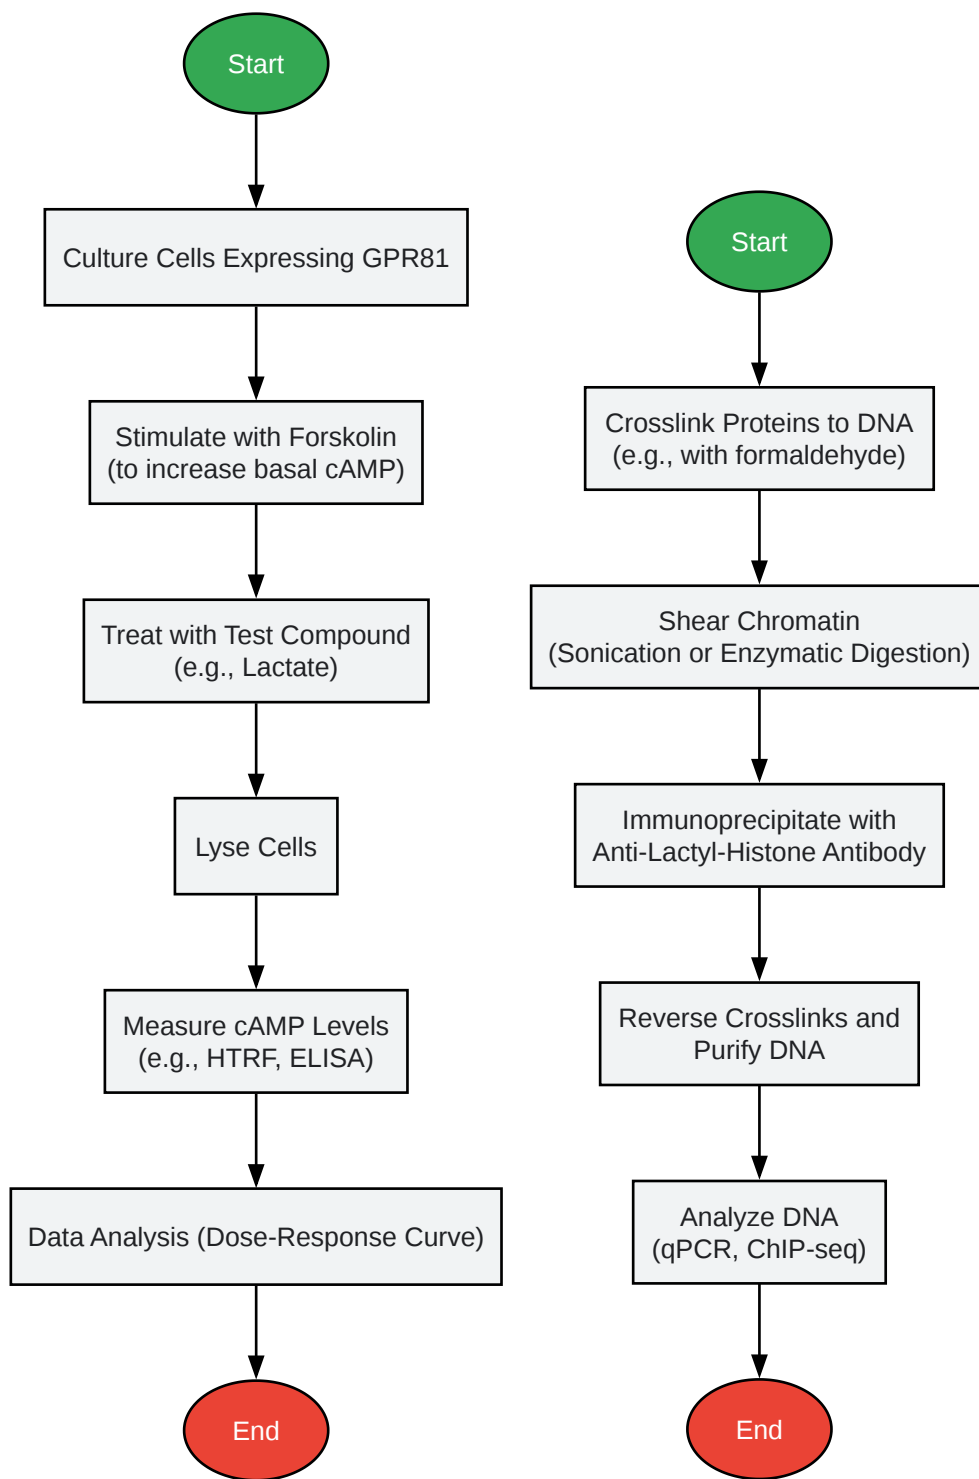 Start
Culture Cells Expressing GPR81
Stimulate with Forskolin
(to increase basal cAMP)
Treat with Test Compound
(e.g., Lactate)
Lyse Cells
Measure cAMP Levels
(e.g., HTRF, ELISA)
Data Analysis (Dose-Response Curve)
End
Start
Crosslink Proteins to DNA
(e.g., with formaldehyde)
Shear Chromatin
(Sonication or Enzymatic Digestion)
Immunoprecipitate with
Anti-Lactyl-Histone Antibody
Reverse Crosslinks and
Purify DNA
Analyze DNA
(qPCR, ChIP-seq)
End